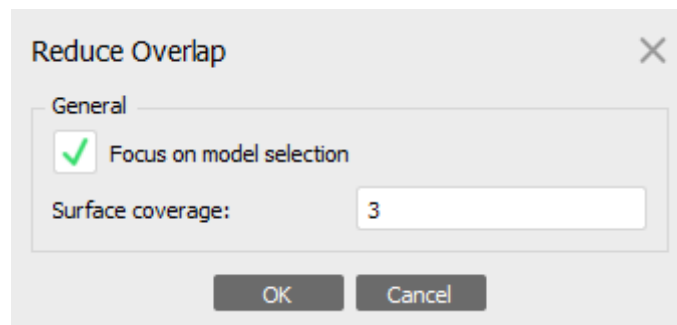 Reduce Overlap
General
Focus on model selection
Surface coverage: 3
OK Cancel